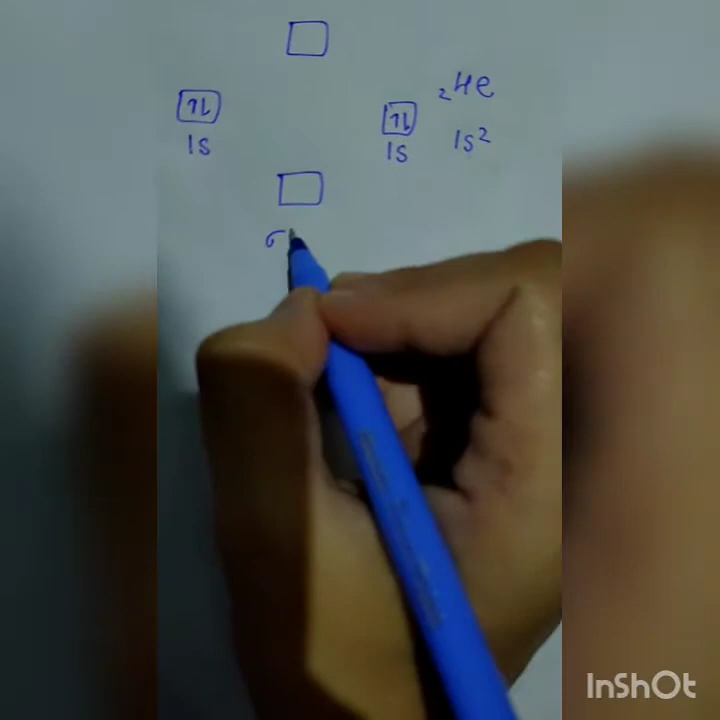 ₂He
⥮ ⥮
1s 1s 1s²
σ
InShOt